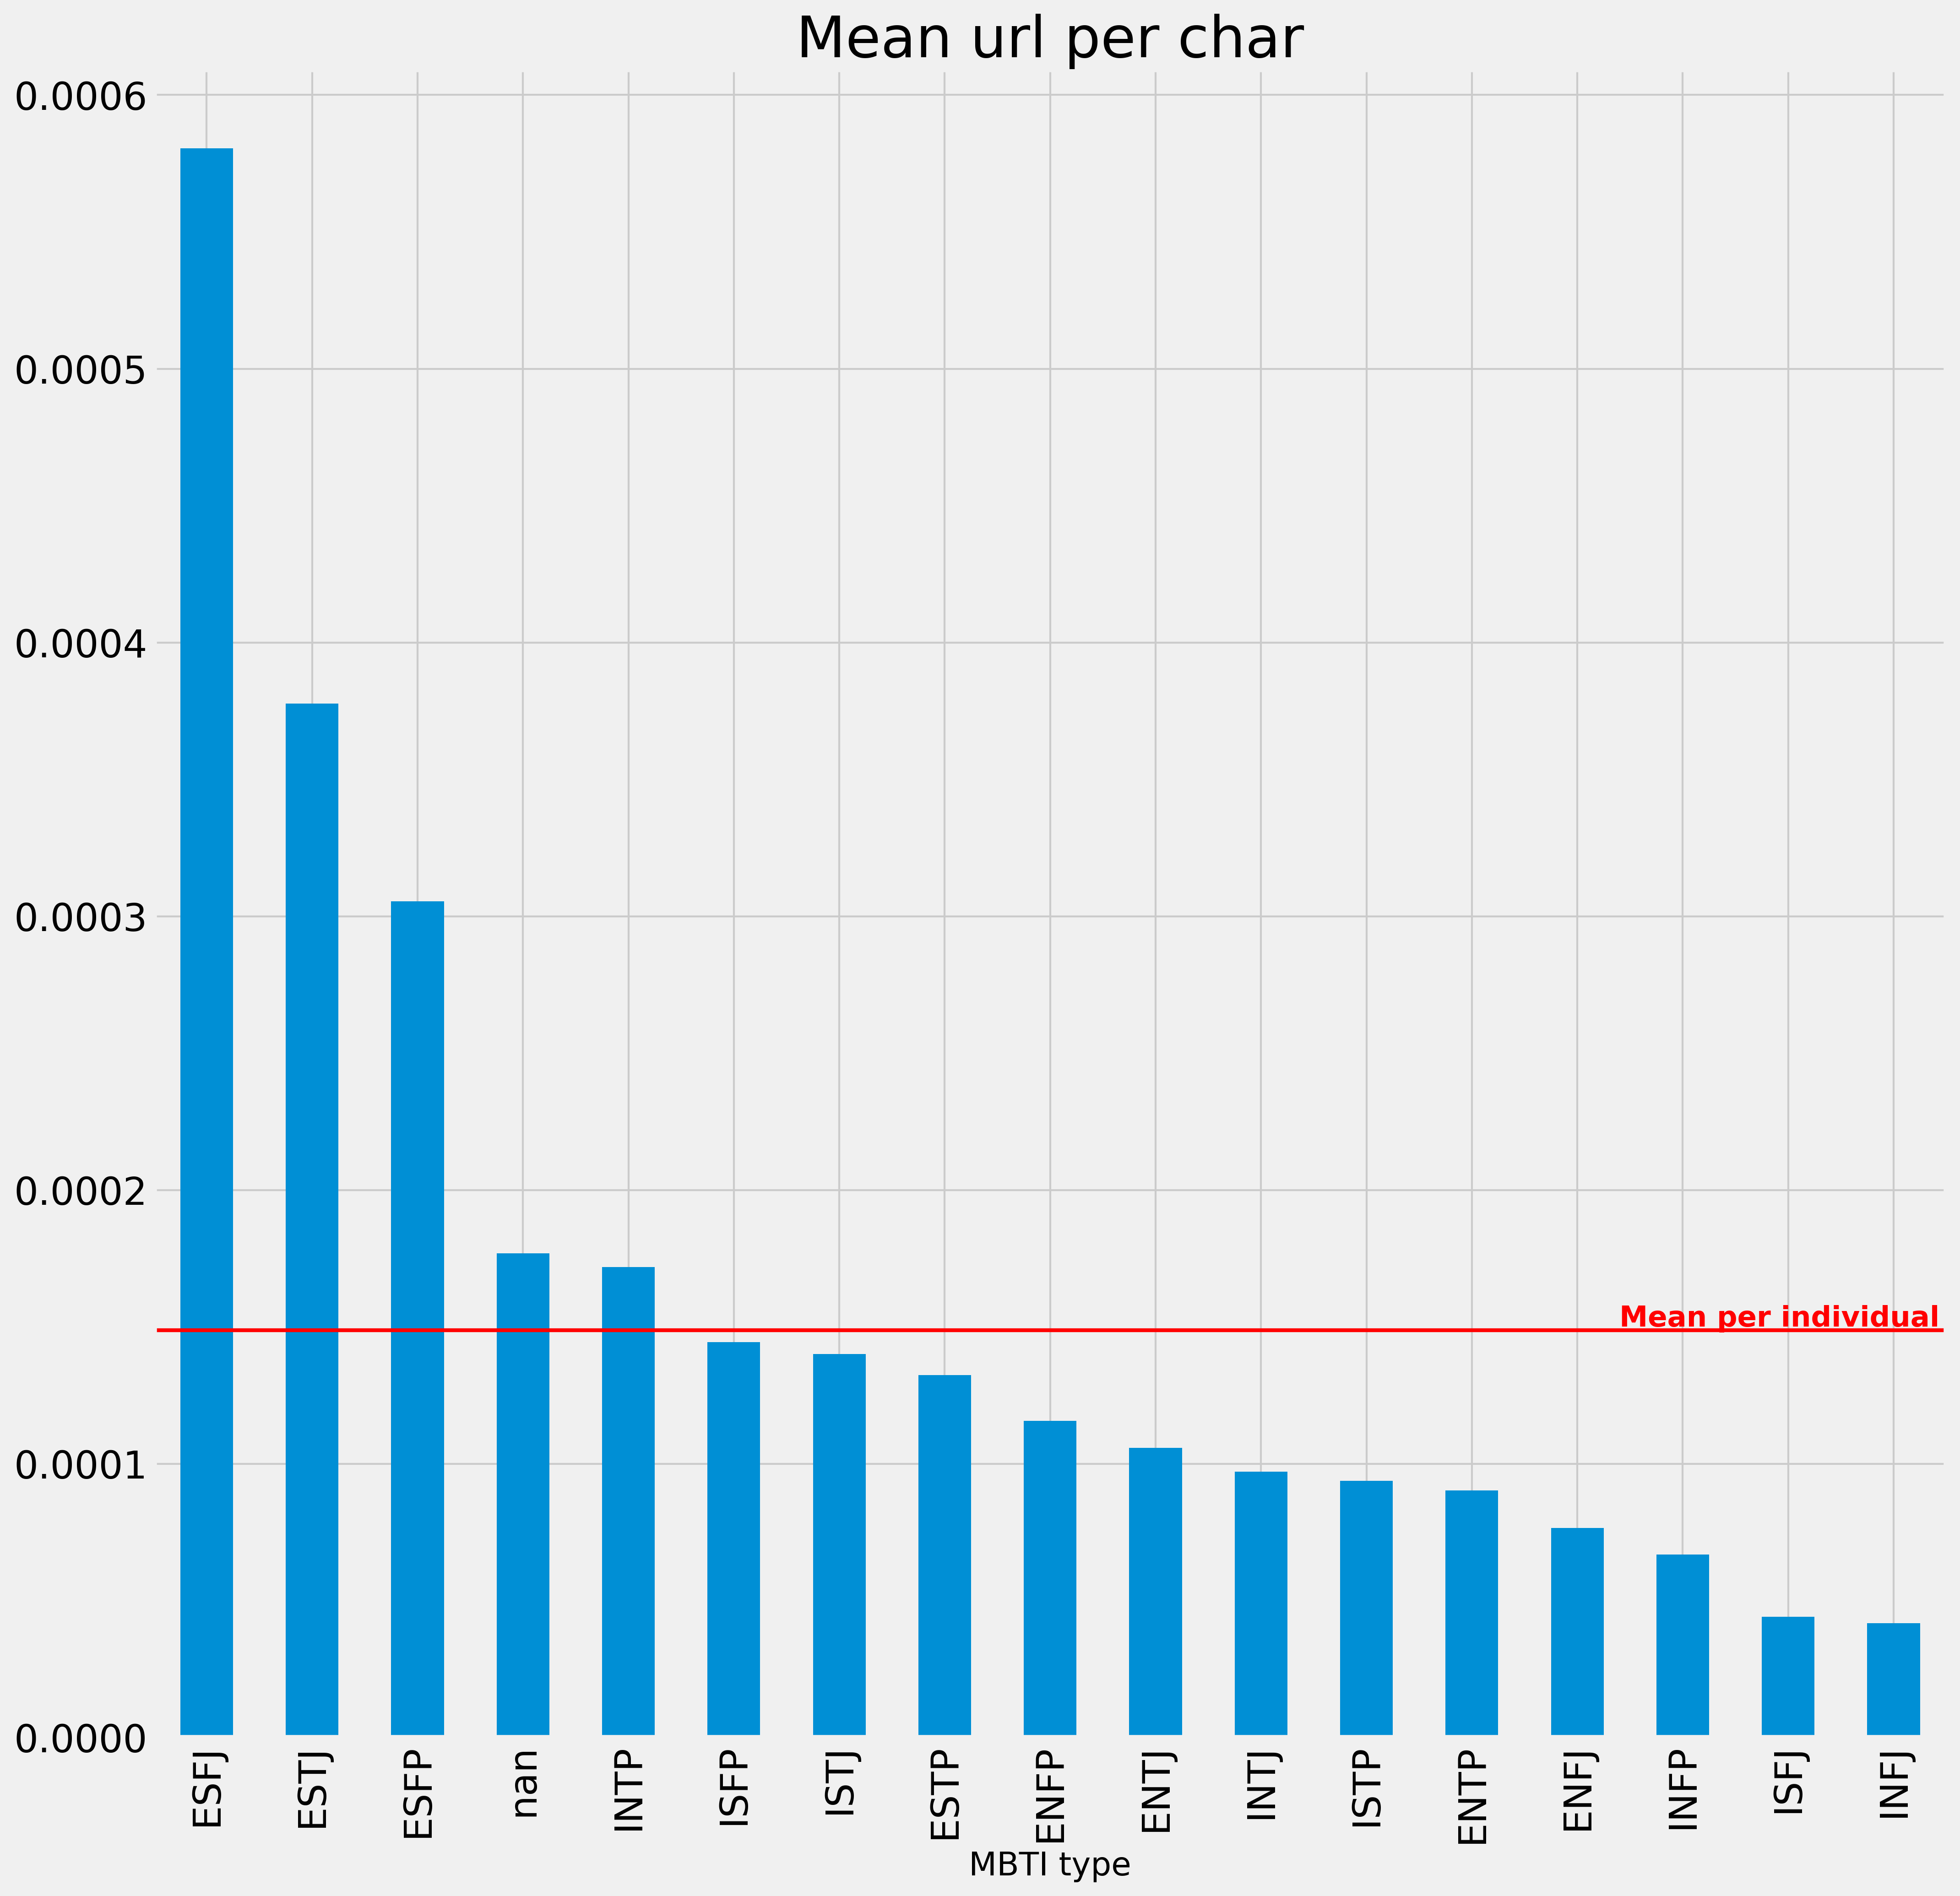 Mean url per char
0.0006
0.0005
0.0004
0.0003
0.0002
0.0001
0.0000
Mean per individual
ESFJ
ESTJ
ESFP
nan
INTP
ISFP
ISTJ
ESTP
ENFP
ENTJ
INTJ
ISTP
ENTP
ENFJ
INFP
ISFJ
INFJ
MBTI type